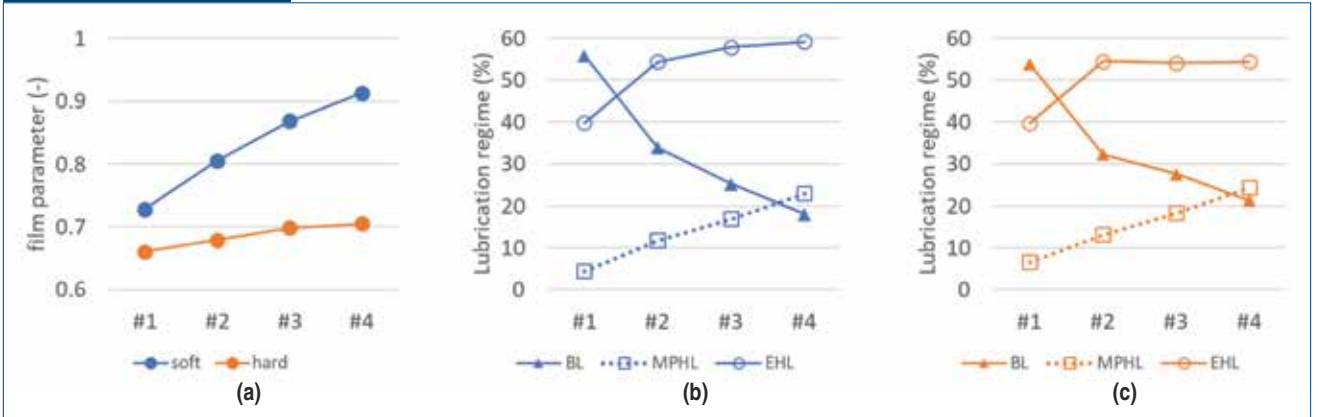 film parameter (-)
1
0.9
0.8
0.7
0.6
#1 #2 #3 #4
soft hard
(a)
Lubrication regime (%)
60
50
40
30
20
10
0
#1 #2 #3 #4
BL MPHL EHL
(b)
Lubrication regime (%)
60
50
40
30
20
10
0
#1 #2 #3 #4
BL MPHL EHL
(c)